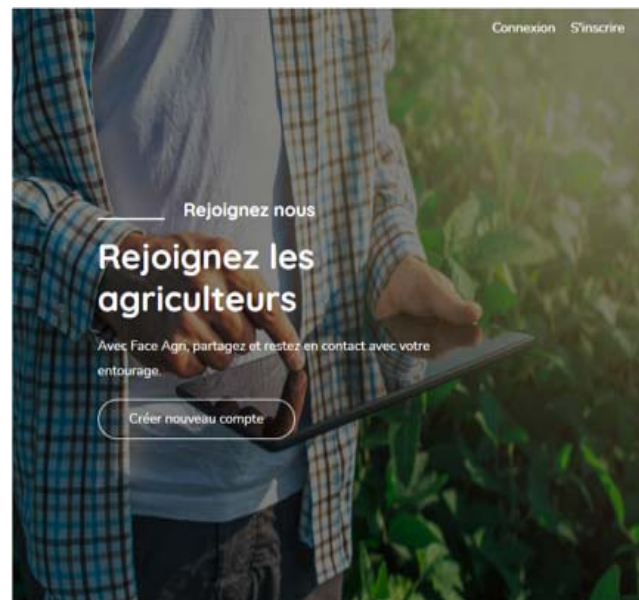 Connexion S'inscrire
Rejoignez nous
Rejoignez les
agriculteurs
Avec Face Agri, partagez et restez en contact avec votre
entourage.
Créer nouveau compte